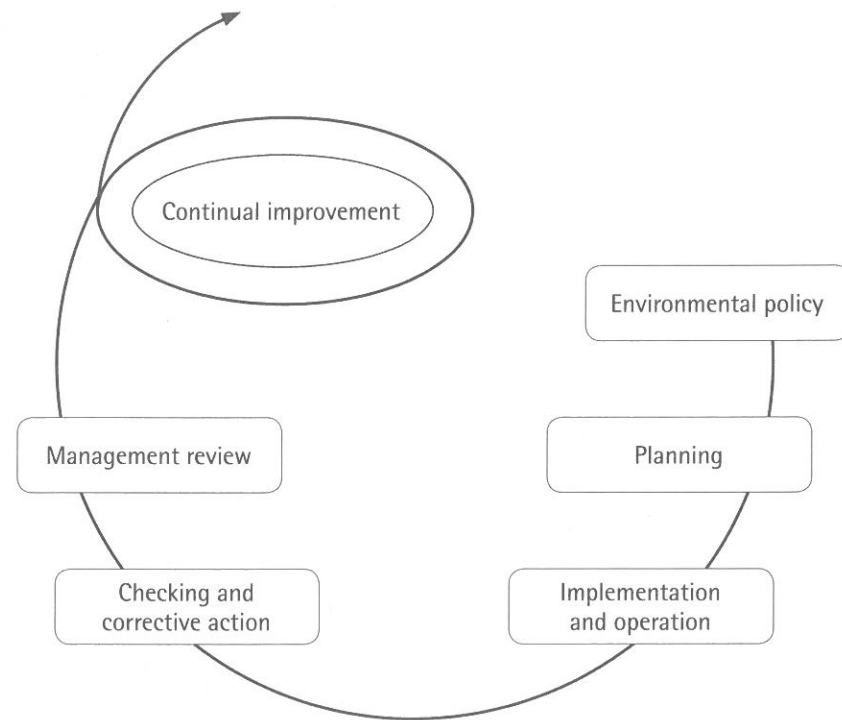 Continual improvement
Environmental policy
Management review
Planning
Checking and
corrective action
Implementation
and operation